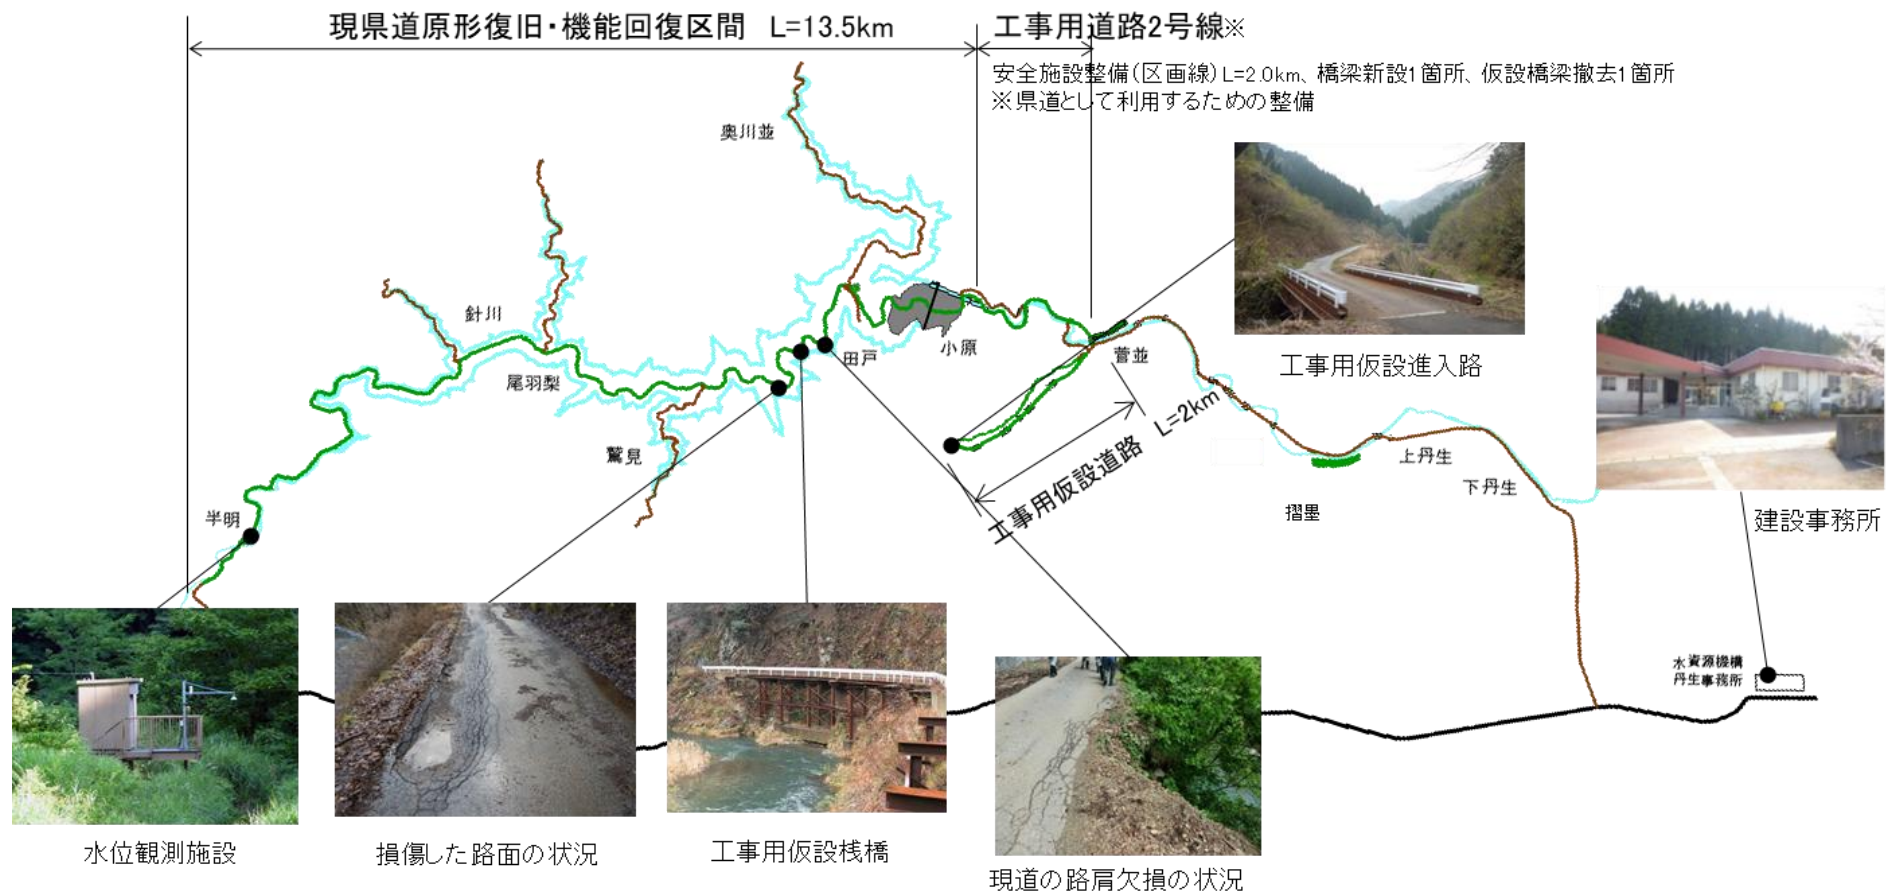 現県道原形復旧・機能回復区間 L=13.5km
工事用道路2号線※
安全施設整備(区画線)L=2.0km、橋梁新設1箇所、仮設橋梁撤去1箇所
※県道として利用するための整備
奥川並
針川
尾羽梨
鷲見
半明
田戸
小原
菅並
工事用仮設道路 L=2km
工事用仮設進入路
上丹生
下丹生
摺墨
建設事務所
水資源機構
丹生事務所
水位観測施設
損傷した路面の状況
工事用仮設桟橋
現道の路肩欠損の状況